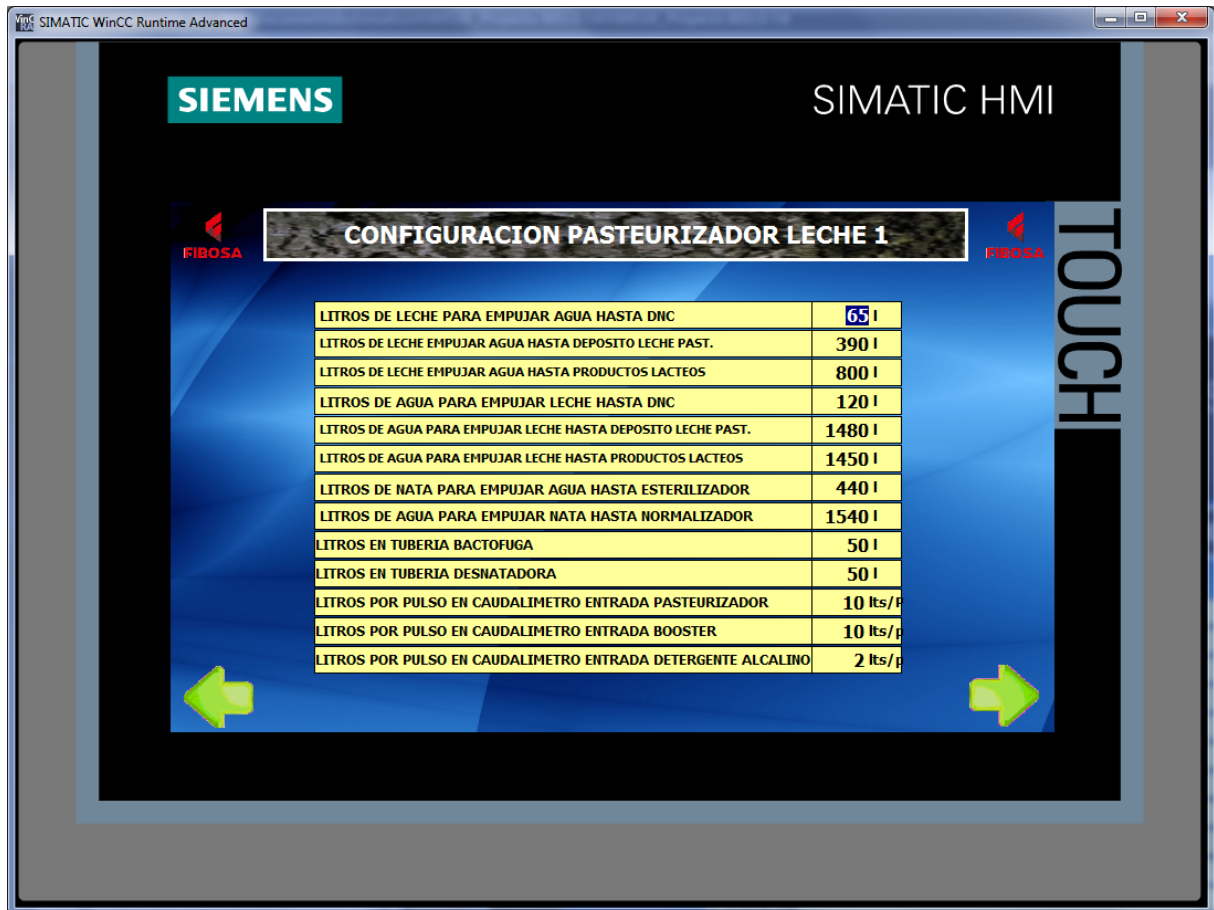 SIMATIC WinCC Runtime Advanced
SIEMENS
SIMATIC HMI
TOUCH
FIBOSA
CONFIGURACION PASTEURIZADOR LECHE 1
FIBOSA
LITROS DE LECHE PARA EMPUJAR AGUA HASTA DNC 65 l
LITROS DE LECHE EMPUJAR AGUA HASTA DEPOSITO LECHE PAST. 390 l
LITROS DE LECHE EMPUJAR AGUA HASTA PRODUCTOS LACTEOS 800 l
LITROS DE AGUA PARA EMPUJAR LECHE HASTA DNC 120 l
LITROS DE AGUA PARA EMPUJAR LECHE HASTA DEPOSITO LECHE PAST. 1480 l
LITROS DE AGUA PARA EMPUJAR LECHE HASTA PRODUCTOS LACTEOS 1450 l
LITROS DE NATA PARA EMPUJAR AGUA HASTA ESTERILIZADOR 440 l
LITROS DE AGUA PARA EMPUJAR NATA HASTA NORMALIZADOR 1540 l
LITROS EN TUBERIA BACTOFUGA 50 l
LITROS EN TUBERIA DESNATADORA 50 l
LITROS POR PULSO EN CAUDALIMETRO ENTRADA PASTEURIZADOR 10 lts/P
LITROS POR PULSO EN CAUDALIMETRO ENTRADA BOOSTER 10 lts/p
LITROS POR PULSO EN CAUDALIMETRO ENTRADA DETERGENTE ALCALINO 2 lts/p